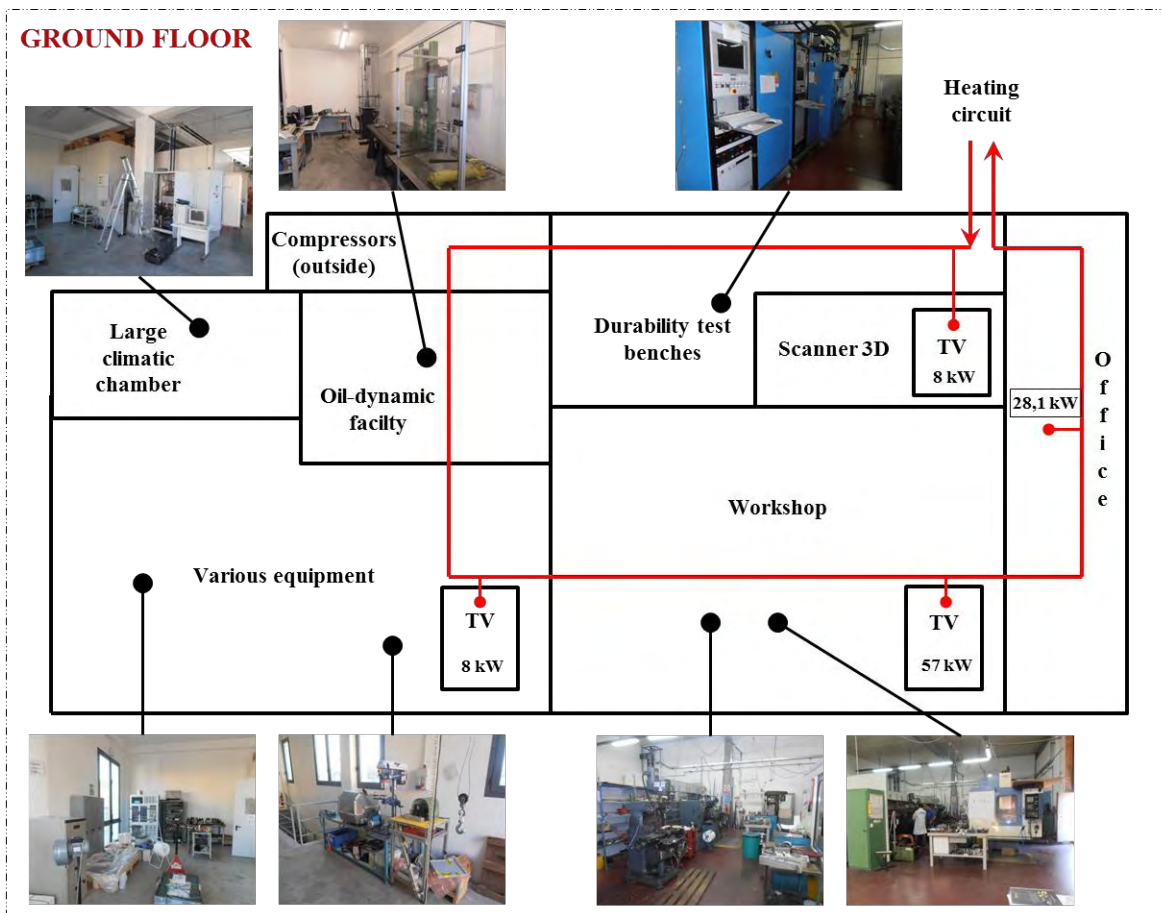 GROUND FLOOR
Heating
circuit
Compressors
(outside)
Large
climatic
chamber
Oil-dynamic
facilty
Durability test
benches
Scanner 3D
TV
8 kW
28,1 kW
O
f
f
i
c
e
Workshop
Various equipment
TV
8 kW
TV
57 kW